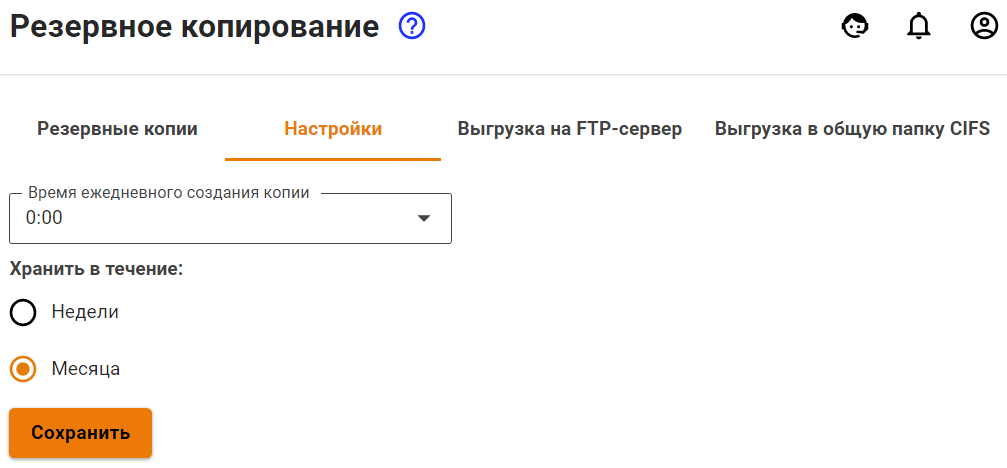 Резервное копирование ?
Резервные копии Настройки Выгрузка на FTP-сервер Выгрузка в общую папку CIFS
Время ежедневного создания копии
0:00
Хранить в течение:
Недели
Месяца
Сохранить